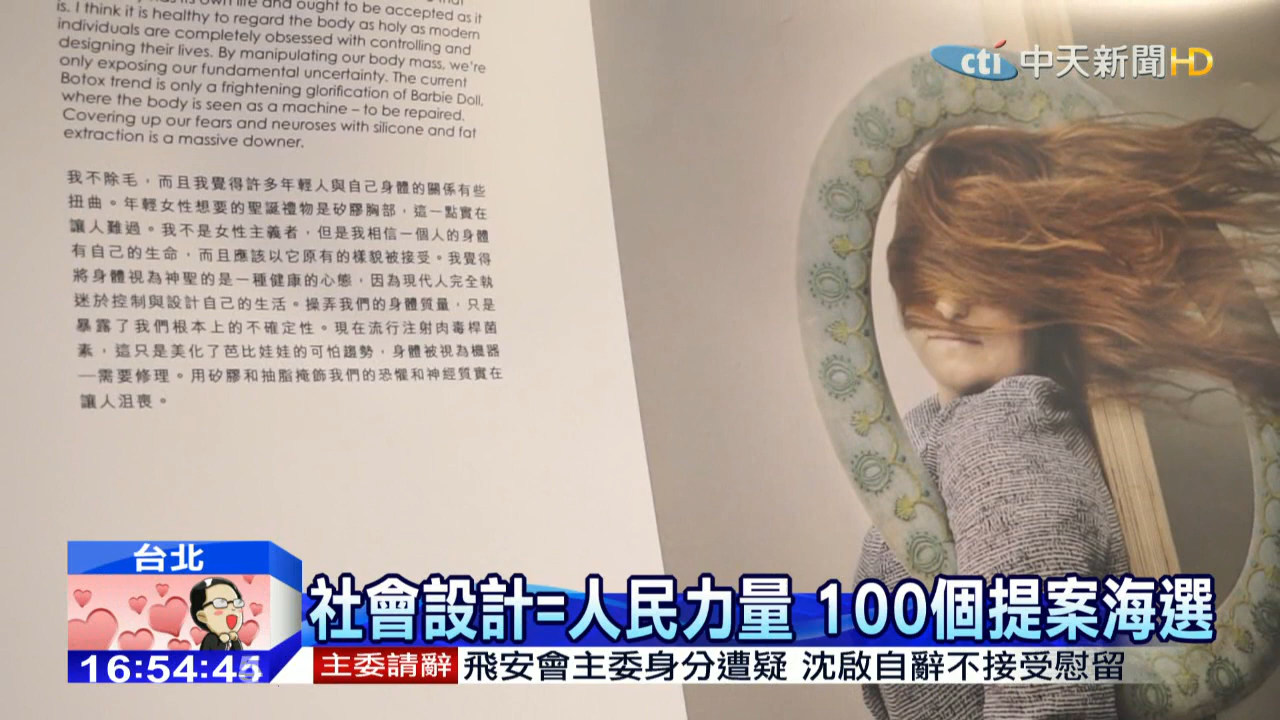 is. I think it is healthy to regard the body as holy as modern
individuals are completely obsessed with controlling and
designing their lives. By manipulating our body mass, we're
only exposing our fundamental uncertainty. The current
Botox trend is only a frightening glorification of Barbie Doll,
where the body is seen as a machine – to be repaired.
Covering up our fears and neuroses with silicone and fat
extraction is a massive downer.
我不除毛，而且我覺得許多年輕人與自己身體的關係有些
扭曲。年輕女性想要的聖誕禮物是矽膠胸部，這一點實在
讓人難過。我不是女性主義者，但是我相信一個人的身體
有自己的生命，而且應該以它原有的樣貌被接受。我覺得
將身體視為神聖的是一種健康的心態，因為現代人完全執
迷於控制與設計自己的生活。操弄我們的身體質量，只是
暴露了我們根本上的不確定性。現在流行注射肉毒桿菌
素，這只是美化了芭比娃娃的可怕趨勢，身體被視為機器
—需要修理。用矽膠和抽脂掩飾我們的恐懼和神經質實在
讓人沮喪。
cti 中天新聞HD
台北
社會設計=人民力量 100個提案海選
16:54:45
主委請辭 飛安會主委身分遭疑 沈啟自辭不接受慰留